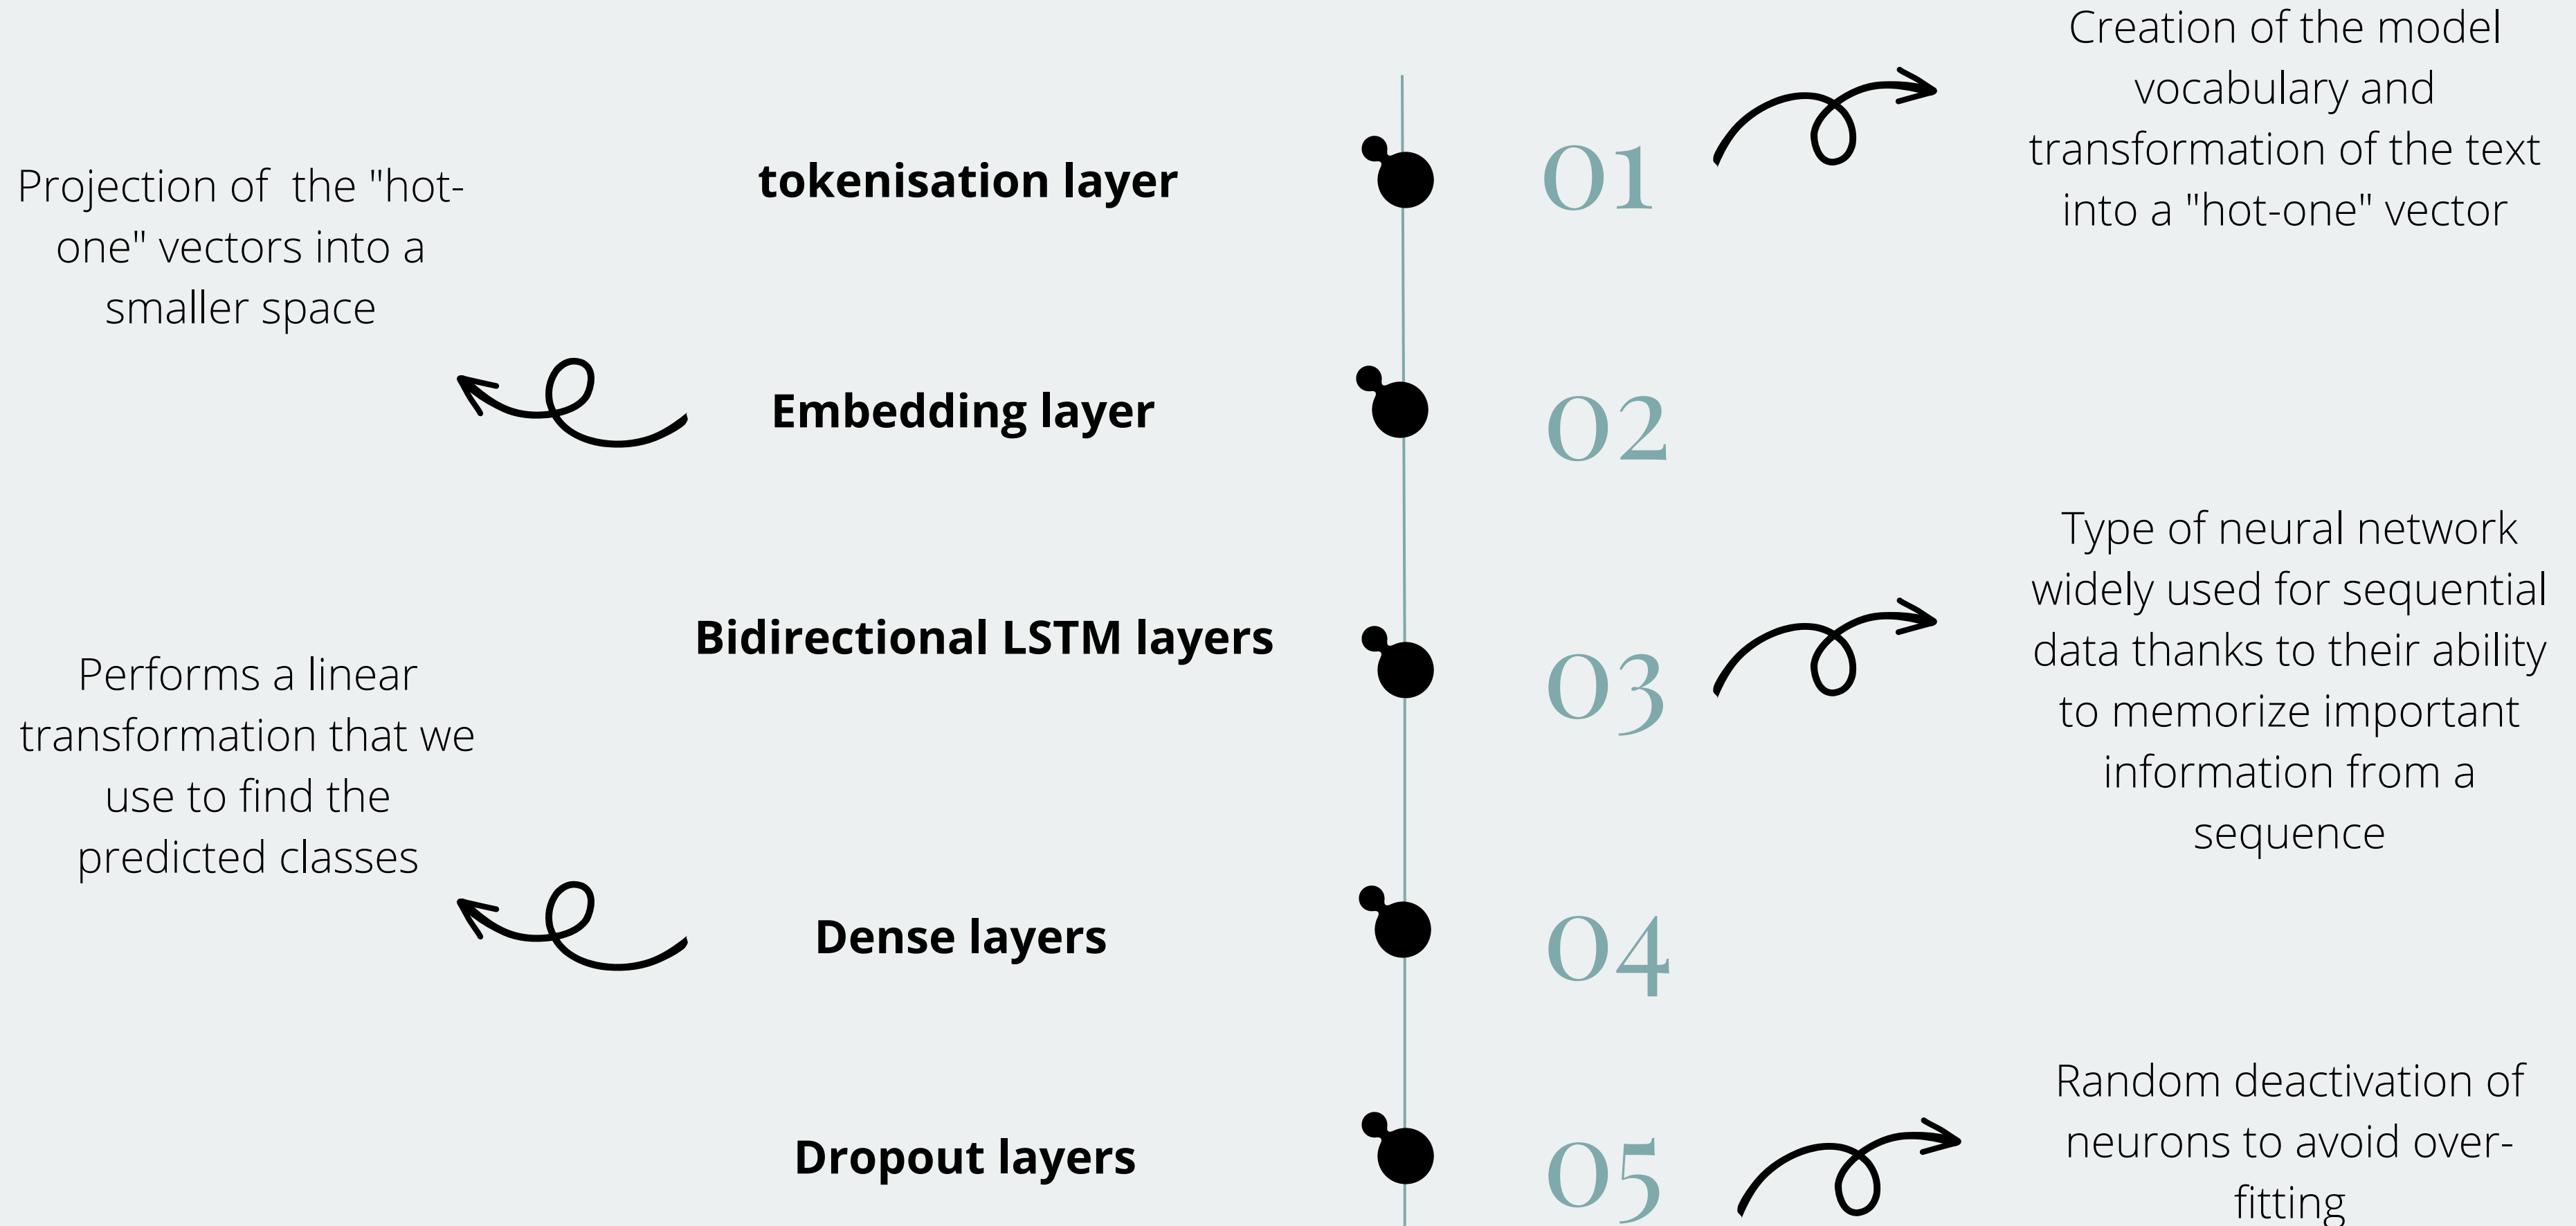 tokenisation layer
01
Creation of the model
vocabulary and
transformation of the text
into a "hot-one" vector
Projection of  the "hot-
one" vectors into a
smaller space
Embedding layer
02
Bidirectional LSTM layers
03
Type of neural network
widely used for sequential
data thanks to their ability
to memorize important
information from a
sequence
Performs a linear
transformation that we
use to find the
predicted classes
Dense layers
04
Dropout layers
05
Random deactivation of
neurons to avoid over-
fitting